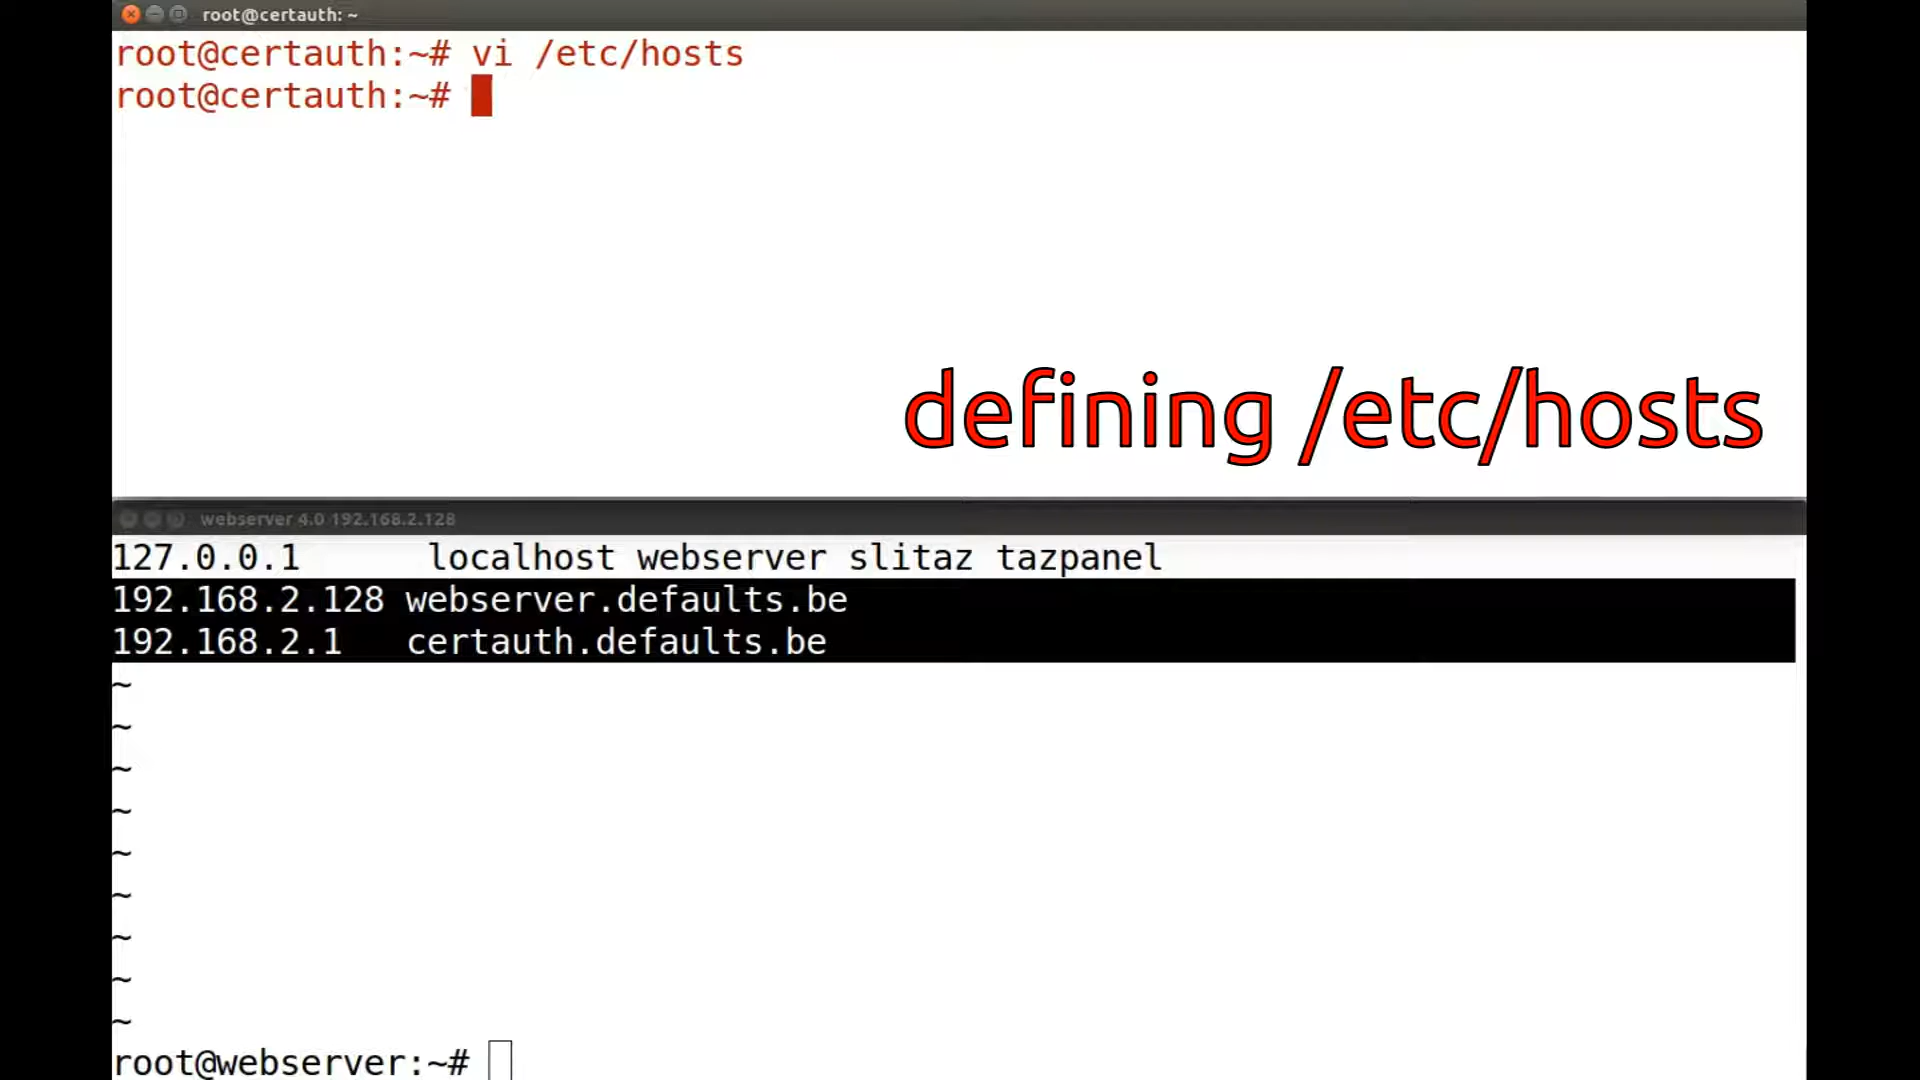 root@certauth: ~
root@certauth:~# vi /etc/hosts
root@certauth:~#
defining /etc/hosts
webserver 4.0 192.168.2.128
127.0.0.1 localhost webserver slitaz tazpanel
192.168.2.128 webserver.defaults.be
192.168.2.1 certauth.defaults.be
~
~
~
~
~
~
~
~
~
root@webserver:~#